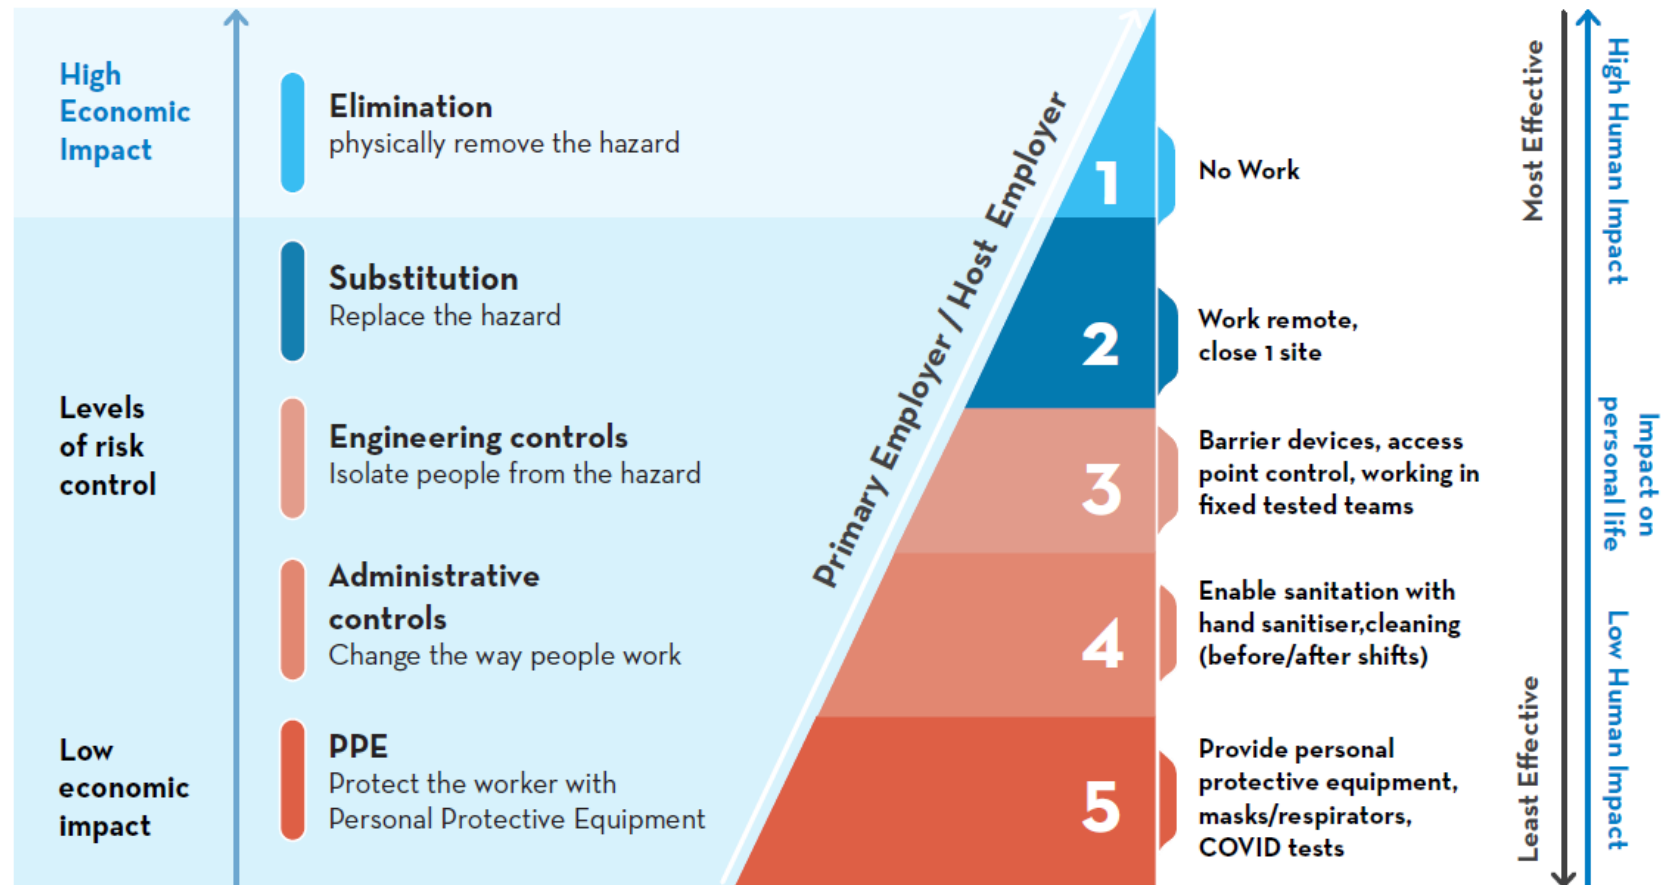 High
Economic
Impact
Levels
of risk
control
Low
economic
impact
Elimination
physically remove the hazard
Substitution
Replace the hazard
Engineering controls
Isolate people from the hazard
Administrative
controls
Change the way people work
PPE
Protect the worker with
Personal Protective Equipment
Primary Employer / Host Employer
1
2
3
4
5
No Work
Work remote,
close 1 site
Barrier devices, access
point control, working in
fixed tested teams
Enable sanitation with
hand sanitiser,cleaning
(before/after shifts)
Provide personal
protective equipment,
masks/respirators,
COVID tests
Most Effective
Least Effective
High Human Impact
Impact on
personal life
Low Human Impact